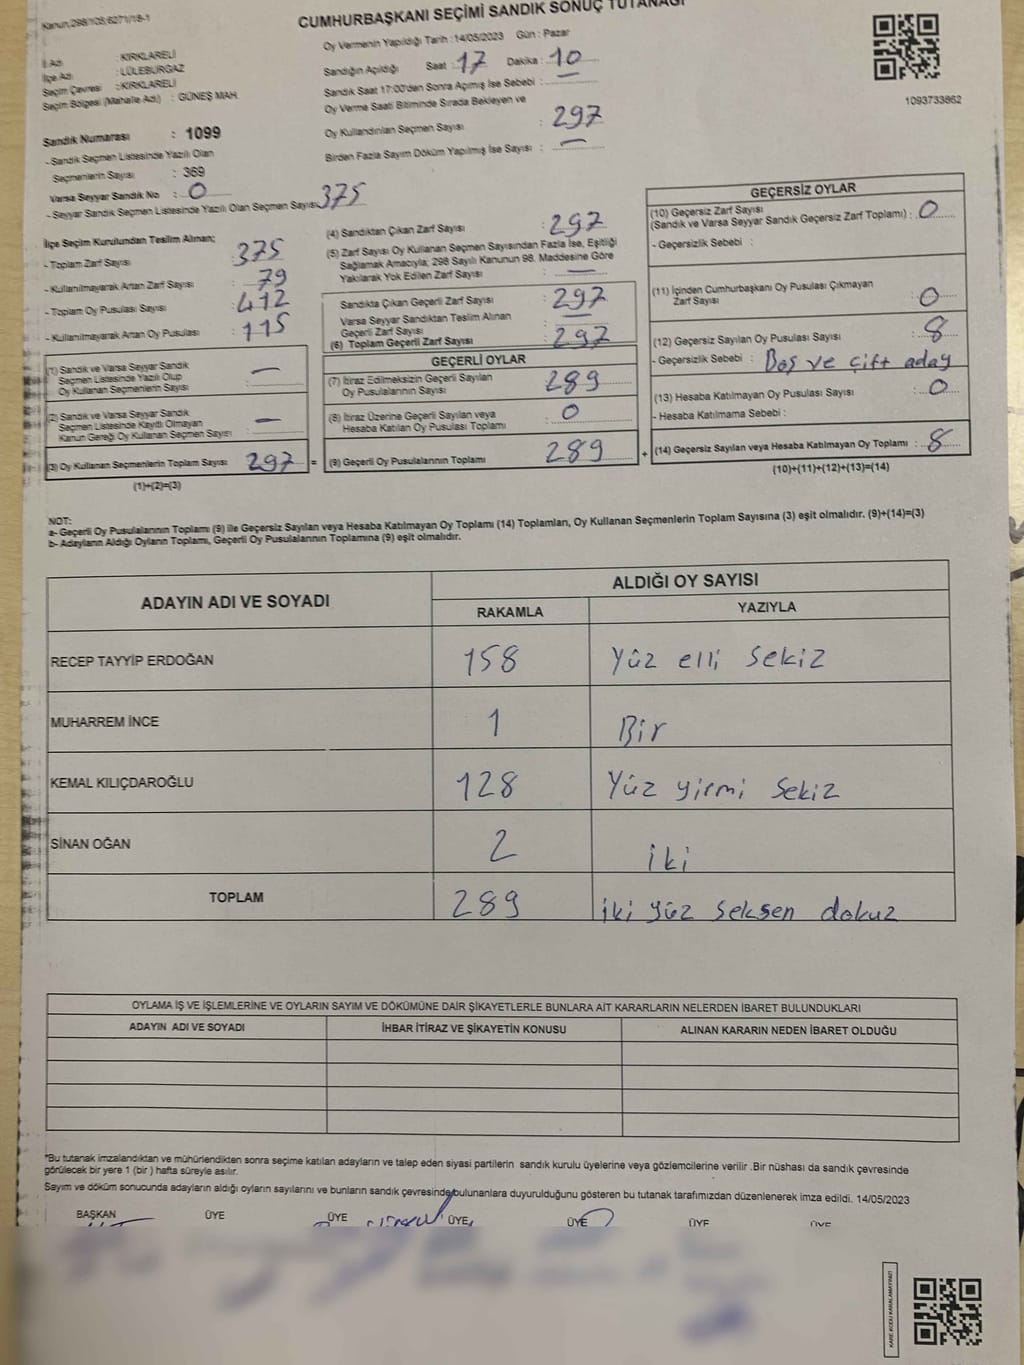 Kanun:298/105;6271/18-1
CUMHURBAŞKANI SEÇİMİ SANDIK SONUÇ TUTANAĞI
Oy Vermenin Yapıldığı Tarih :14/05/2023 Gün : Pazar
İl Adı : KIRKLARELİ
İlçe Adı : LÜLEBURGAZ
Seçim Çevresi : KIRKLARELİ
Seçim Bölgesi (Mahalle Adı) : GÜNEŞ MAH.
Sandığın Açıldığı Saat : 17 Dakika : 10
Sandık Saat 17:00'den Sonra Açımış İse Sebebi : —
Oy Verme Saati Bitiminde Sırada Bekleyen ve
Oy Kullandırılan Seçmen Sayısı : 297
Birden Fazla Sayım Döküm Yapılmış İse Sayısı : —
1093733862
Sandık Numarası : 1099
- Sandık Seçmen Listesinde Yazılı Olan
Seçmenlerin Sayısı : 369
Varsa Seyyar Sandık No : 0
- Seyyar Sandık Seçmen Listesinde Yazılı Olan Seçmen Sayısı: 375
İlçe Seçim Kurulundan Teslim Alınan;
- Toplam Zarf Sayısı : 375
- Kullanılmayarak Artan Zarf Sayısı : 79
- Toplam Oy Pusulası Sayısı : 412
- Kullanılmayarak Artan Oy Pusulası : 115
(1) Sandık ve Varsa Seyyar Sandık
Seçmen Listesinde Yazılı Olup
Oy Kullanan Seçmenlerin Sayısı : —
(2) Sandık ve Varsa Seyyar Sandık
Seçmen Listesinde Kayıtlı Olmayan
Kanun Gereği Oy Kullanan Seçmen Sayısı : —
(3) Oy Kullanan Seçmenlerin Toplam Sayısı : 297 =
(1)+(2)=(3)
(4) Sandıktan Çıkan Zarf Sayısı : 297
(5) Zarf Sayısı Oy Kullanan Seçmen Sayısından Fazla İse, Eşitliği
Sağlamak Amacıyla; 298 Sayılı Kanunun 98. Maddesine Göre
Yakılarak Yok Edilen Zarf Sayısı : —
Sandıkta Çıkan Geçerli Zarf Sayısı : 297
Varsa Seyyar Sandıktan Teslim Alınan
Geçerli Zarf Sayısı : —
(6) Toplam Geçerli Zarf Sayısı : 297
GEÇERLİ OYLAR
(7) İtiraz Edilmeksizin Geçerli Sayılan
Oy Pusulalarının Sayısı : 289
(8) İtiraz Üzerine Geçerli Sayılan veya
Hesaba Katılan Oy Pusulası Toplamı : 0
(9) Geçerli Oy Pusulalarının Toplamı : 289 +
GEÇERSİZ OYLAR
(10) Geçersiz Zarf Sayısı
(Sandık ve Varsa Seyyar Sandık Geçersiz Zarf Toplamı) : 0
- Geçersizlik Sebebi :
(11) İçinden Cumhurbaşkanı Oy Pusulası Çıkmayan
Zarf Sayısı : 0
(12) Geçersiz Sayılan Oy Pusulası Sayısı : 8
- Geçersizlik Sebebi : Boş ve çift aday
(13) Hesaba Katılmayan Oy Pusulası Sayısı : 0
- Hesaba Katılmama Sebebi :
(14) Geçersiz Sayılan veya Hesaba Katılmayan Oy Toplamı : 8
(10)+(11)+(12)+(13)=(14)
NOT:
a- Geçerli Oy Pusulalarının Toplamı (9) ile Geçersiz Sayılan veya Hesaba Katılmayan Oy Toplamı (14) Toplamları, Oy Kullanan Seçmenlerin Toplam Sayısına (3) eşit olmalıdır. (9)+(14)=(3)
b- Adayların Aldığı Oyların Toplamı, Geçerli Oy Pusulalarının Toplamına (9) eşit olmalıdır.
ADAYIN ADI VE SOYADI
ALDIĞI OY SAYISI
RAKAMLA YAZIYLA
RECEP TAYYİP ERDOĞAN 158 Yüz elli sekiz
MUHARREM İNCE 1 Bir
KEMAL KILIÇDAROĞLU 128 Yüz yirmi sekiz
SİNAN OĞAN 2 iki
TOPLAM 289 iki yüz seksen dokuz
OYLAMA İŞ VE İŞLEMLERİNE VE OYLARIN SAYIM VE DÖKÜMÜNE DAİR ŞİKAYETLERLE BUNLARA AİT KARARLARIN NELERDEN İBARET BULUNDUKLARI
ADAYIN ADI VE SOYADI İHBAR İTİRAZ VE ŞİKAYETİN KONUSU ALINAN KARARIN NEDEN İBARET OLDUĞU
*Bu tutanak imzalandıktan ve mühürlendikten sonra seçime katılan adayların ve talep eden siyasi partilerin sandık kurulu üyelerine veya gözlemcilerine verilir .Bir nüshası da sandık çevresinde
görülecek bir yere 1 (bir ) hafta süreyle asılır.
Sayım ve döküm sonucunda adayların aldığı oyların sayılarını ve bunların sandık çevresinde bulunanlara duyurulduğunu gösteren bu tutanak tarafımızdan düzenlenerek imza edildi. 14/05/2023
BAŞKAN ÜYE ÜYE ÜYE ÜYE ÜYE ÜYE
KARE KODU KARALAMAYINIZ!